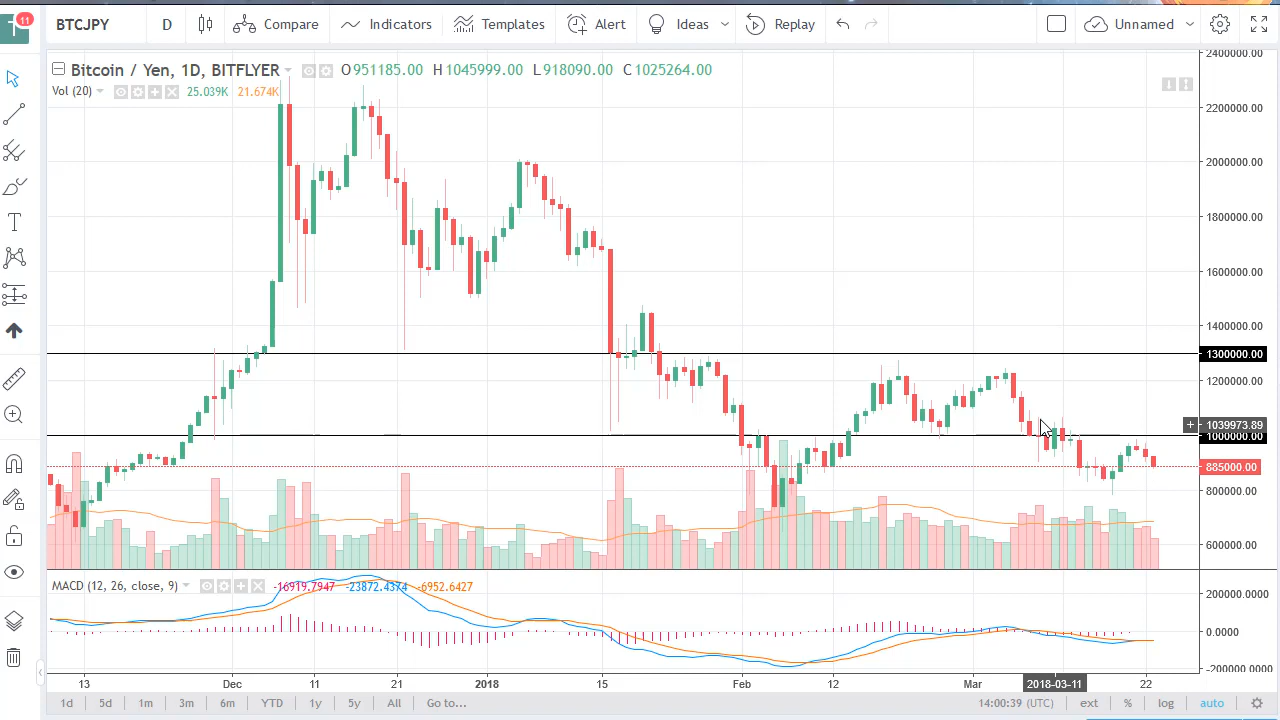 11
BTCJPY D Compare Indicators Templates Alert Ideas Replay Unnamed
Bitcoin / Yen, 1D, BITFLYER O951185.00 H1045999.00 L918090.00 C1025264.00
Vol (20) 25.039K 21.674K
2400000.00
2200000.00
2000000.00
1800000.00
1600000.00
1400000.00
1300000.00
1200000.00
1039973.89
1000000.00
885000.00
800000.00
600000.00
MACD (12, 26, close, 9) -16919.7947 -23872.4374 -6952.6427
200000.0000
0.0000
-200000.0000
13 Dec 11 21 2018 15 Feb 12 Mar 2018-03-11 22
1d 5d 1m 3m 6m YTD 1y 5y All Go to... 14:00:39 (UTC) ext % log auto